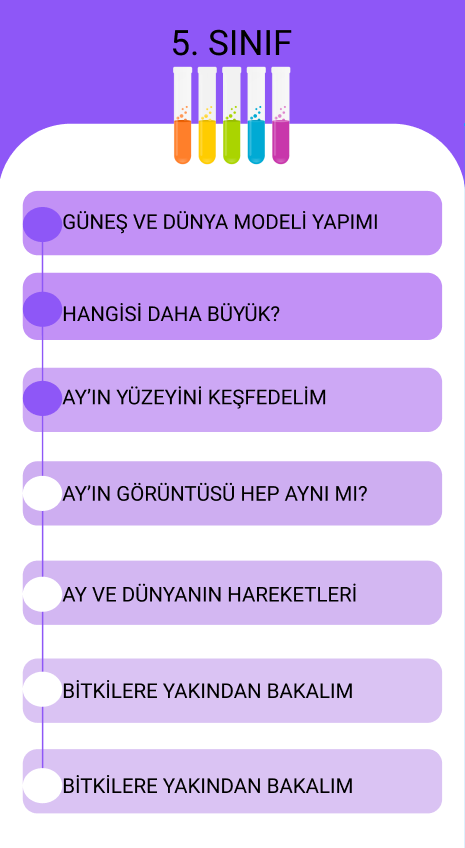 5. SINIF
GÜNEŞ VE DÜNYA MODELİ YAPIMI
HANGİSİ DAHA BÜYÜK?
AY’IN YÜZEYİNİ KEŞFEDELİM
AY’IN GÖRÜNTÜSÜ HEP AYNI MI?
AY VE DÜNYANIN HAREKETLERİ
BİTKİLERE YAKINDAN BAKALIM
BİTKİLERE YAKINDAN BAKALIM